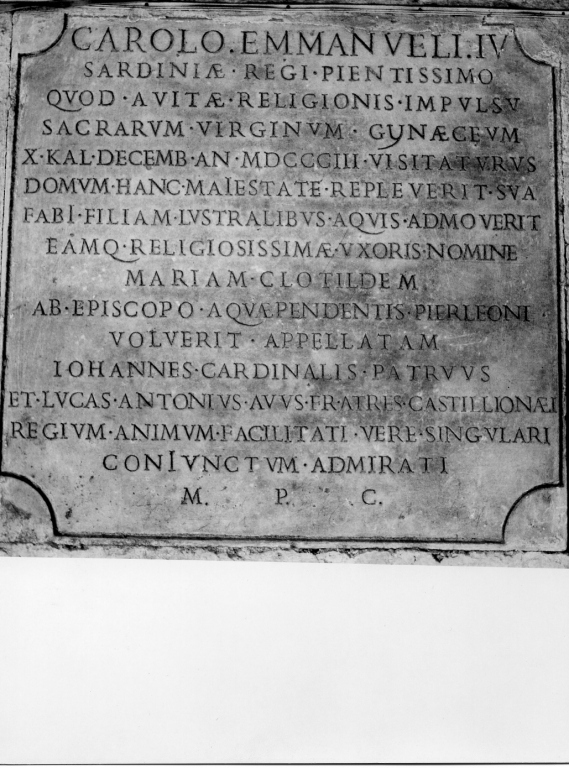 CAROLO.EMMANVELI.IV
SARDINIÆ·REGI·PIENTISSIMO
QVOD·AVITÆ·RELIGIONIS·IMPVLSV
SACRARVM·VIRGINVM·GYNÆCEVM
X·KAL·DECEMB·AN·MDCCCIII·VISITATVRVS
DOMVM·HANC·MAIESTATE·REPLEVERIT·SVA
FABI·FILIAM·LVSTRALIBVS·AQVIS·ADMOVERIT
EAMQ·RELIGIOSISSIMÆ·VXORIS·NOMINE
MARIAM·CLOTILDEM
AB·EPISCOPO·AQVÆPENDENTIS·PIERLEONI·
VOLVERIT·APPELLATAM
IOHANNES·CARDINALIS·PATRVVS
ET·LVCAS·ANTONIVS·AVVS·FRATRES·CASTILLIONÆI
REGIVM·ANIMVM·FACILITATI·VERE·SINGVLARI
CONIVNCTVM·ADMIRATI
M. P. C.